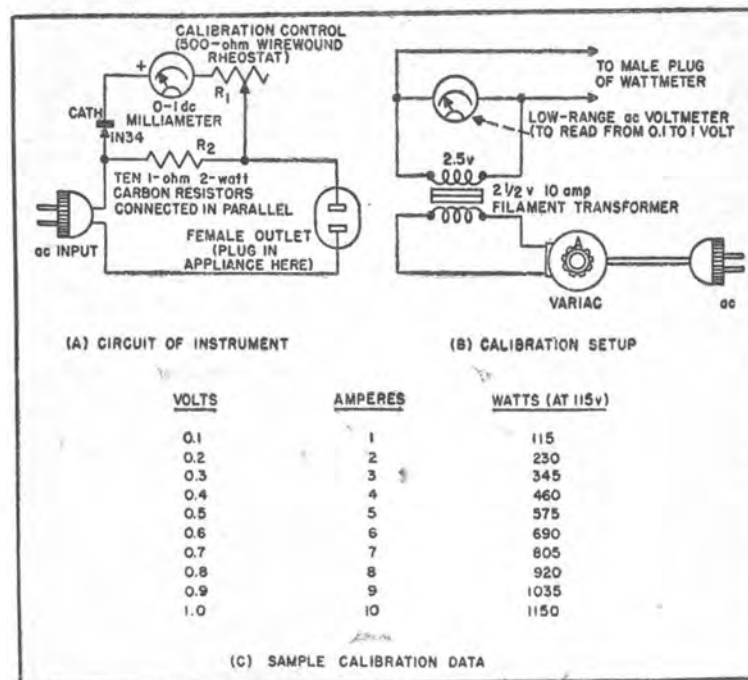 CALIBRATION CONTROL
(500-ohm WIREWOUND
RHEOSTAT)
+
R1
0-1 dc
MILLIAMETER
CATH
IN34
R2
TEN 1-ohm 2-watt
CARBON RESISTORS
CONNECTED IN PARALLEL
ac INPUT
FEMALE OUTLET
(PLUG IN
APPLIANCE HERE)
(A) CIRCUIT OF INSTRUMENT
TO MALE PLUG
OF WATTMETER
LOW-RANGE ac VOLTMETER
(TO READ FROM 0.1 TO 1 VOLT
2.5v
2 1/2 v 10 amp
FILAMENT TRANSFORMER
VARIAC
ac
(B) CALIBRATION SETUP
VOLTS AMPERES WATTS (AT 115v)
0.1 1 115
0.2 2 230
0.3 3 345
0.4 4 460
0.5 5 575
0.6 6 690
0.7 7 805
0.8 8 920
0.9 9 1035
1.0 10 1150
(C) SAMPLE CALIBRATION DATA